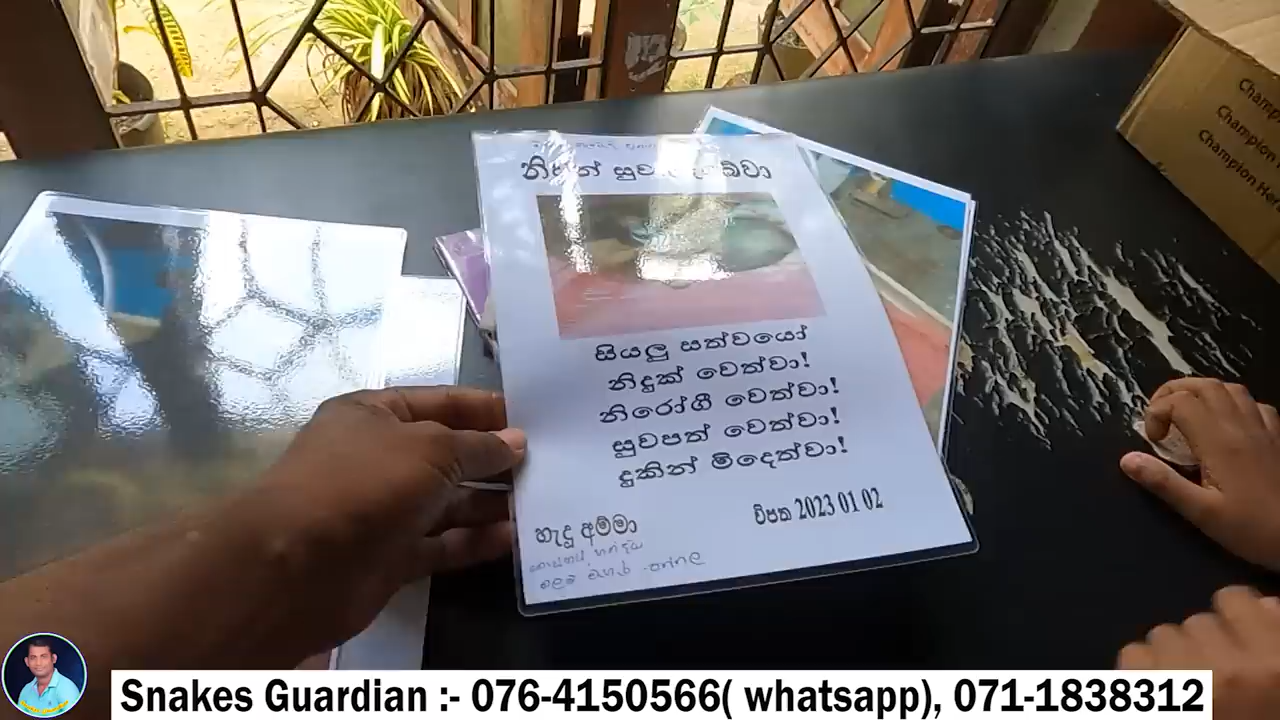 Champion
Champion
Champion Her
සියලු සත්වයෝ
නිදුක් වෙත්වා!
නිරෝගී වෙත්වා!
සුවපත් වෙත්වා!
දුකින් මිදෙත්වා!
හැදූ අම්මා
විපත 2023 01 02
Snakes Guardian :- 076-4150566( whatsapp), 071-1838312